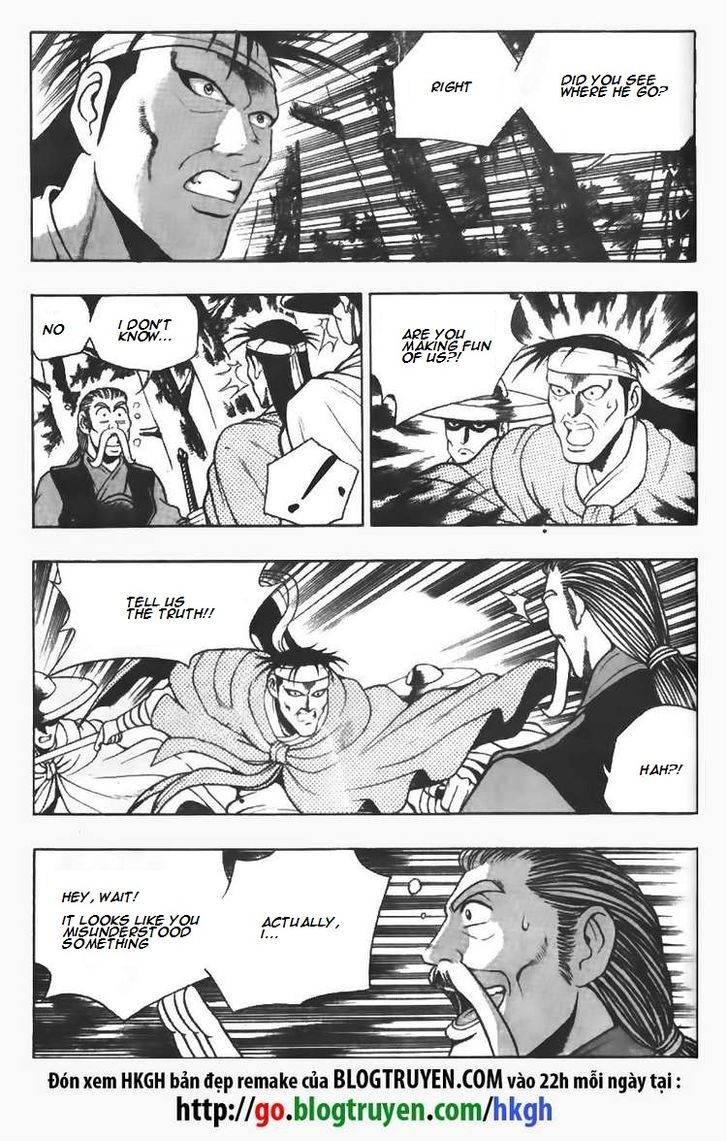 DID YOU SEE
WHERE HE GO?
RIGHT
ARE YOU
MAKING FUN
OF US?!
I DON'T
KNOW...
NO
!
TELL US
THE TRUTH!!
HAH?!
ACTUALLY,
I...
HEY, WAIT!
IT LOOKS LIKE YOU
MISUNDERSTOOD
SOMETHING
Đón xem HKGH bản đẹp remake của BLOGTRUYEN.COM vào 22h mỗi ngày tại :
http://go.blogtruyen.com/hkgh